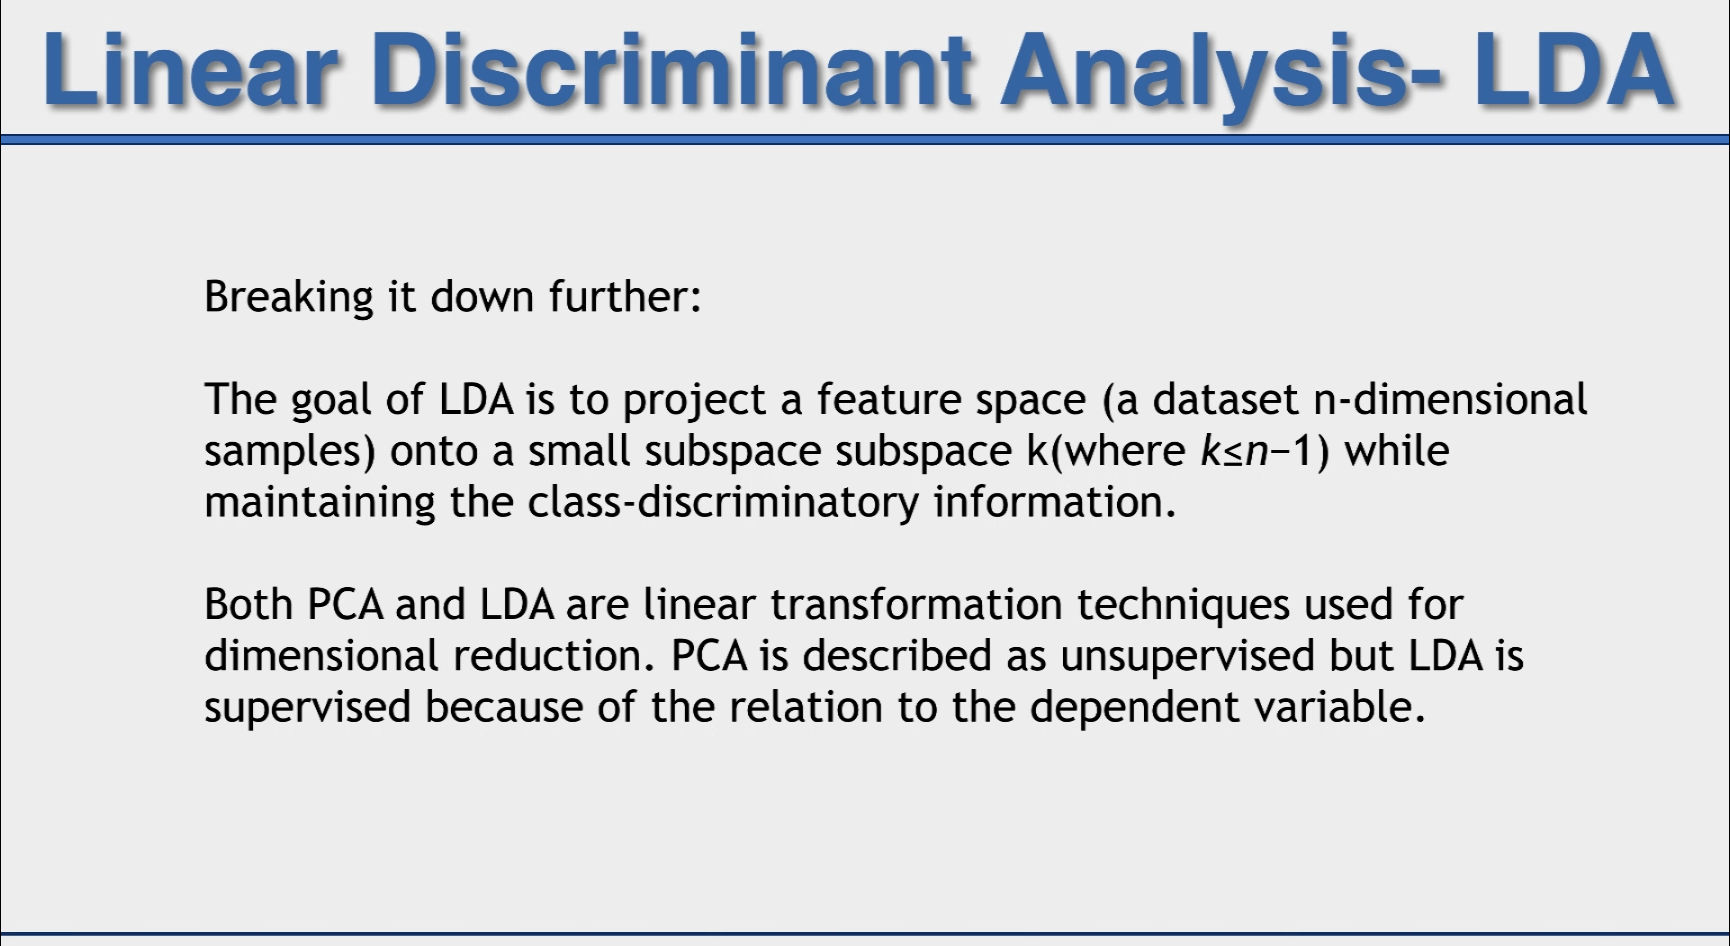 Linear Discriminant Analysis- LDA
Breaking it down further:
The goal of LDA is to project a feature space (a dataset n-dimensional
samples) onto a small subspace subspace k(where k≤n−1) while
maintaining the class-discriminatory information.
Both PCA and LDA are linear transformation techniques used for
dimensional reduction. PCA is described as unsupervised but LDA is
supervised because of the relation to the dependent variable.